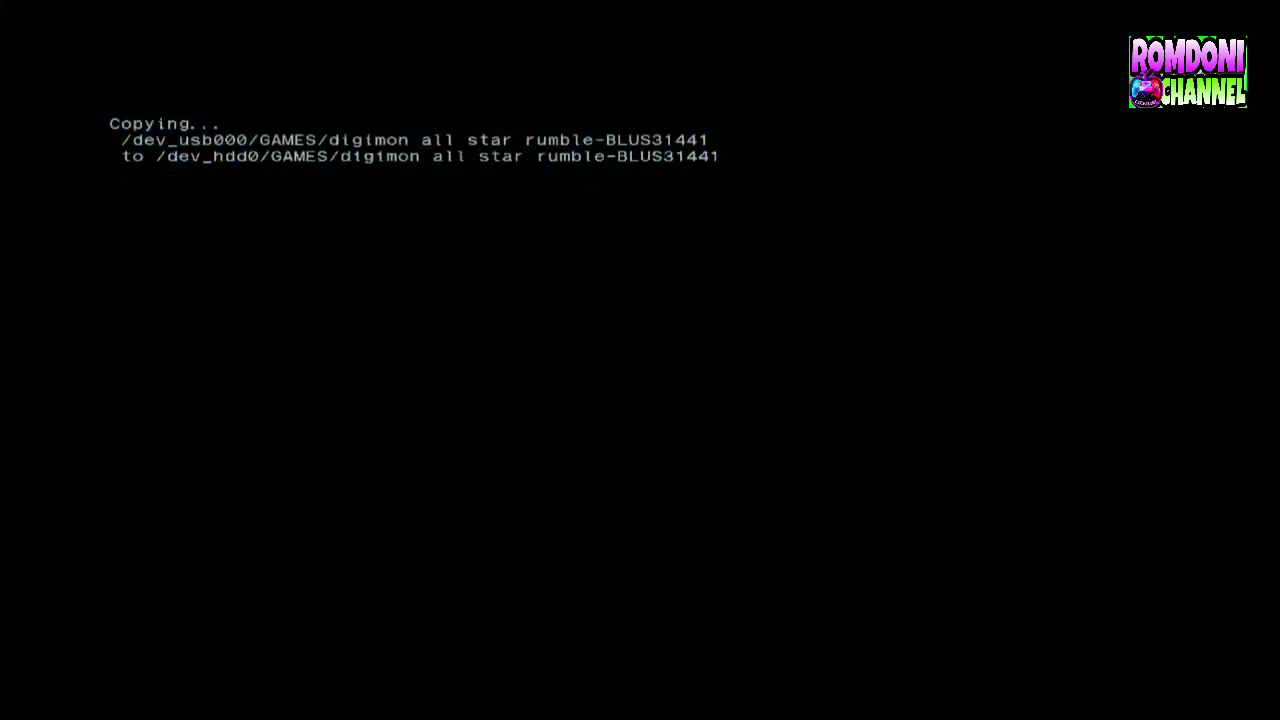 ROMDONI
CHANNEL
Copying...
/dev_usb000/GAMES/digimon all star rumble-BLUS31441
to /dev_hdd0/GAMES/digimon all star rumble-BLUS31441